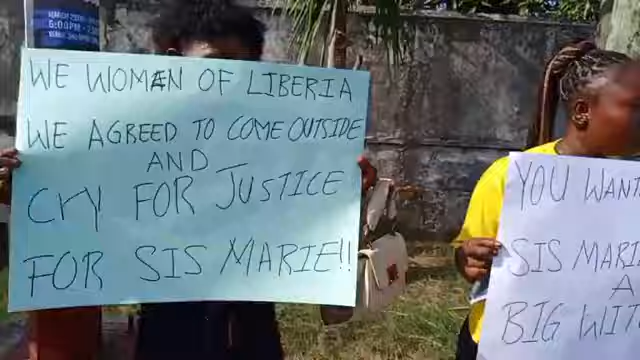 WE WOMEN OF LIBERIA
WE AGREED TO COME OUTSIDE
AND
CRY FOR JUSTICE
FOR SIS MARIE!!
YOU WANT
SIS MARI
A
BIG WIT